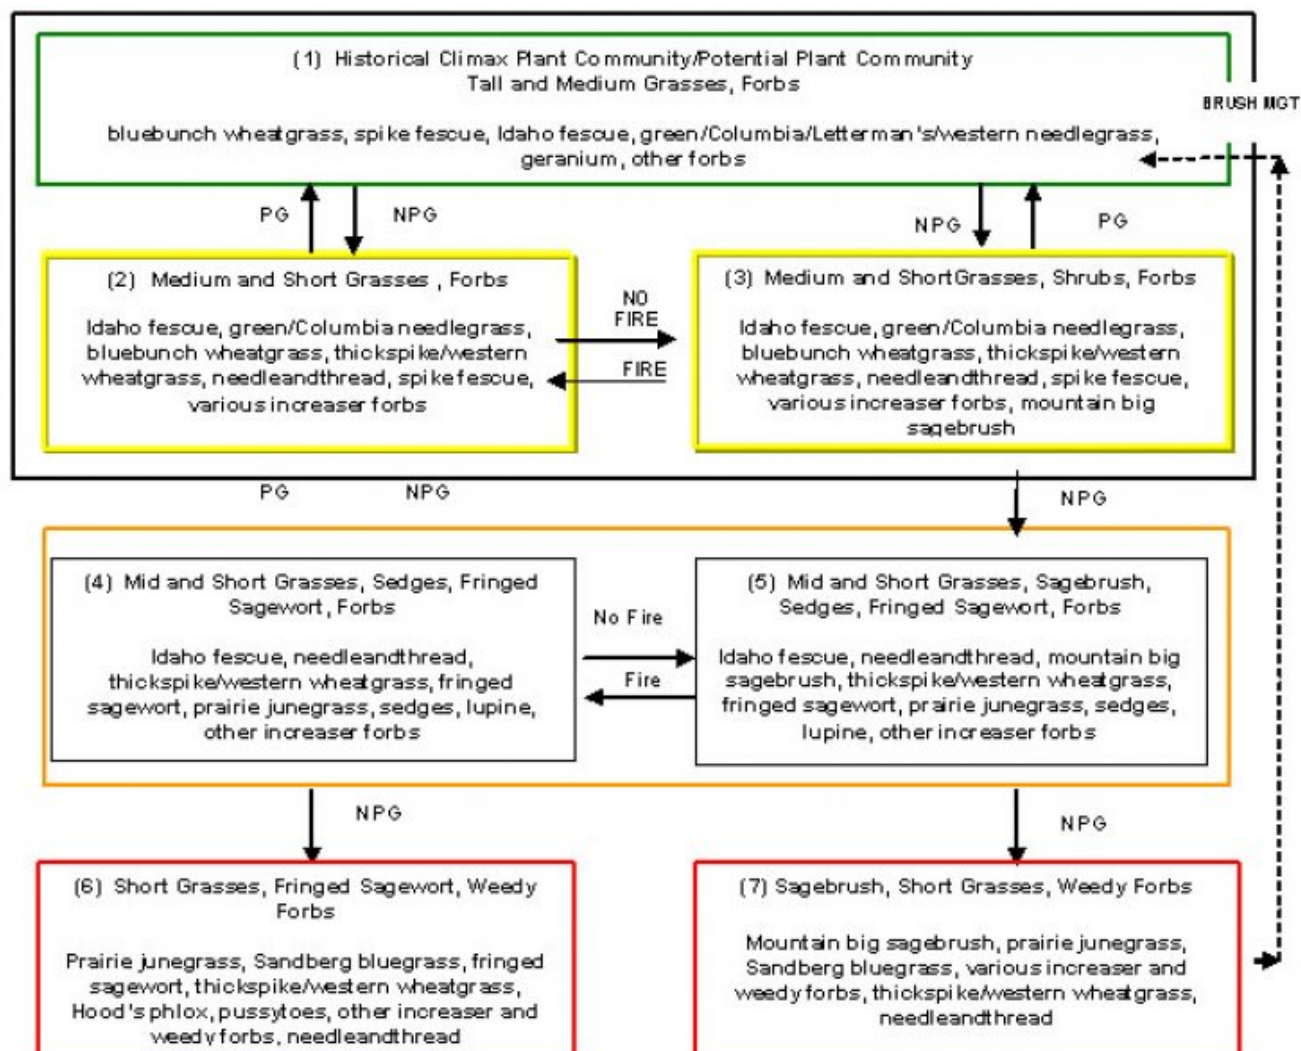 (1) Historical Climax Plant Community/Potential Plant Community
Tall and Medium Grasses, Forbs
BRUSH MGT
bluebunch wheatgrass, spike fescue, Idaho fescue, green/Columbia/Letterman's/western needlegrass,
geranium, other forbs
PG
NPG
NPG
PG
(2) Medium and Short Grasses , Forbs
Idaho fescue, green/Columbia needlegrass,
bluebunch wheatgrass, thickspike/western
wheatgrass, needleandthread, spike fescue,
various increaser forbs
NO
FIRE
FIRE
(3) Medium and ShortGrasses, Shrubs, Forbs
Idaho fescue, green/Columbia needlegrass,
bluebunch wheatgrass, thickspike/western
wheatgrass, needleandthread, spike fescue,
various increaser forbs, mountain big
sagebrush
PG
NPG
NPG
(4) Mid and Short Grasses, Sedges, Fringed
Sagewort, Forbs
Idaho fescue, needleandthread,
thickspike/western wheatgrass, fringed
sagewort, prairie junegrass, sedges, lupine,
other increaser forbs
No Fire
Fire
(5) Mid and Short Grasses, Sagebrush,
Sedges, Fringed Sagewort, Forbs
Idaho fescue, needleandthread, mountain big
sagebrush, thickspike/western wheatgrass,
fringed sagewort, prairie junegrass, sedges,
lupine, other increaser forbs
NPG
NPG
(6) Short Grasses, Fringed Sagewort, Weedy
Forbs
Prairie junegrass, Sandberg bluegrass, fringed
sagewort, thickspike/western wheatgrass,
Hood's phlox, pussytoes, other increaser and
weedy forbs, needleandthread
(7) Sagebrush, Short Grasses, Weedy Forbs
Mountain big sagebrush, prairie junegrass,
Sandberg bluegrass, various increaser and
weedy forbs, thickspike/western wheatgrass,
needleandthread